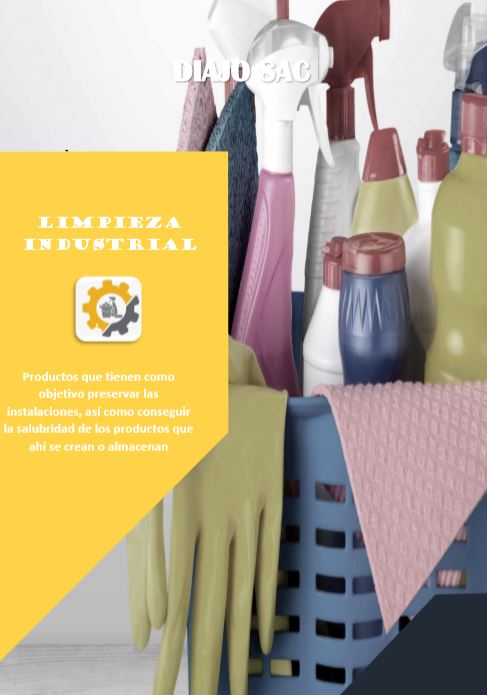 DIAJO SAC
LIMPIEZA
INDUSTRIAL
Productos que tienen como
objetivo preservar las
instalaciones, así como conseguir
la salubridad de los productos que
ahí se crean o almacenan